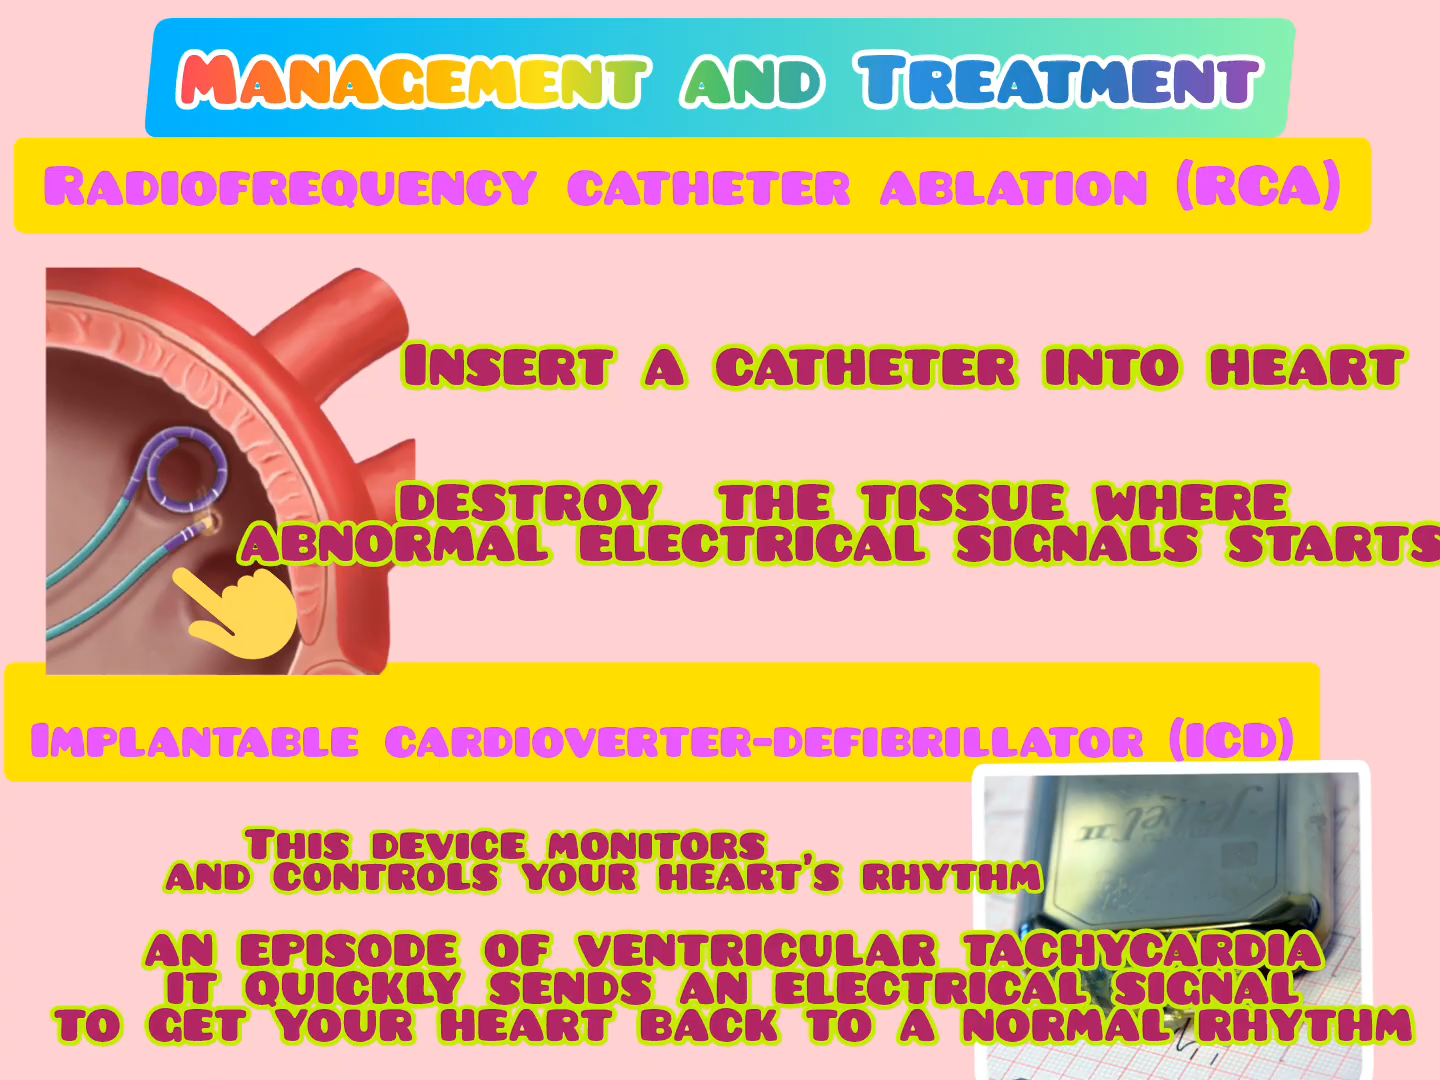 Management and Treatment
Radiofrequency catheter ablation (RCA)
Insert a catheter into heart
destroy the tissue where
abnormal electrical signals starts
Implantable cardioverter-defibrillator (ICD)
This device monitors ,
and controls your heart's rhythm
an episode of ventricular tachycardia
it quickly sends an electrical signal
to get your heart back to a normal rhythm